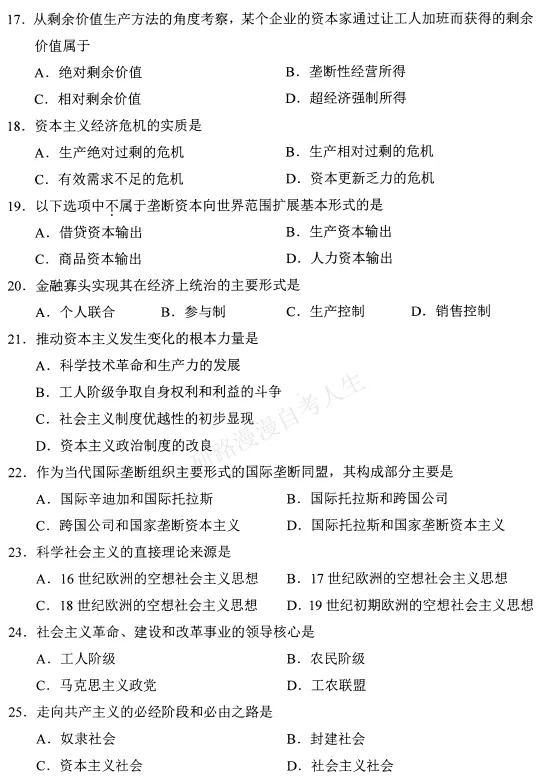 17．从剩余价值生产方法的角度考察，某个企业的资本家通过让工人加班而获得的剩余
价值属于
A．绝对剩余价值 B．垄断性经营所得
C．相对剩余价值 D．超经济强制所得
18．资本主义经济危机的实质是
A．生产绝对过剩的危机 B．生产相对过剩的危机
C．有效需求不足的危机 D．资本更新乏力的危机
19．以下选项中不属于垄断资本向世界范围扩展基本形式的是
A．借贷资本输出 B．生产资本输出
C．商品资本输出 D．人力资本输出
20．金融寡头实现其在经济上统治的主要形式是
A．个人联合 B．参与制 C．生产控制 D．销售控制
21．推动资本主义发生变化的根本力量是
A．科学技术革命和生产力的发展
B．工人阶级争取自身权利和利益的斗争
C．社会主义制度优越性的初步显现
D．资本主义政治制度的改良
22．作为当代国际垄断组织主要形式的国际垄断同盟，其构成部分主要是
A．国际辛迪加和国际托拉斯 B．国际托拉斯和跨国公司
C．跨国公司和国家垄断资本主义 D．国际托拉斯和国家垄断资本主义
23．科学社会主义的直接理论来源是
A．16 世纪欧洲的空想社会主义思想 B．17 世纪欧洲的空想社会主义思想
C．18 世纪欧洲的空想社会主义思想 D．19 世纪初期欧洲的空想社会主义思想
24．社会主义革命、建设和改革事业的领导核心是
A．工人阶级 B．农民阶级
C．马克思主义政党 D．工农联盟
25．走向共产主义的必经阶段和必由之路是
A．奴隶社会 B．封建社会
C．资本主义社会 D．社会主义社会
路漫漫自考人生